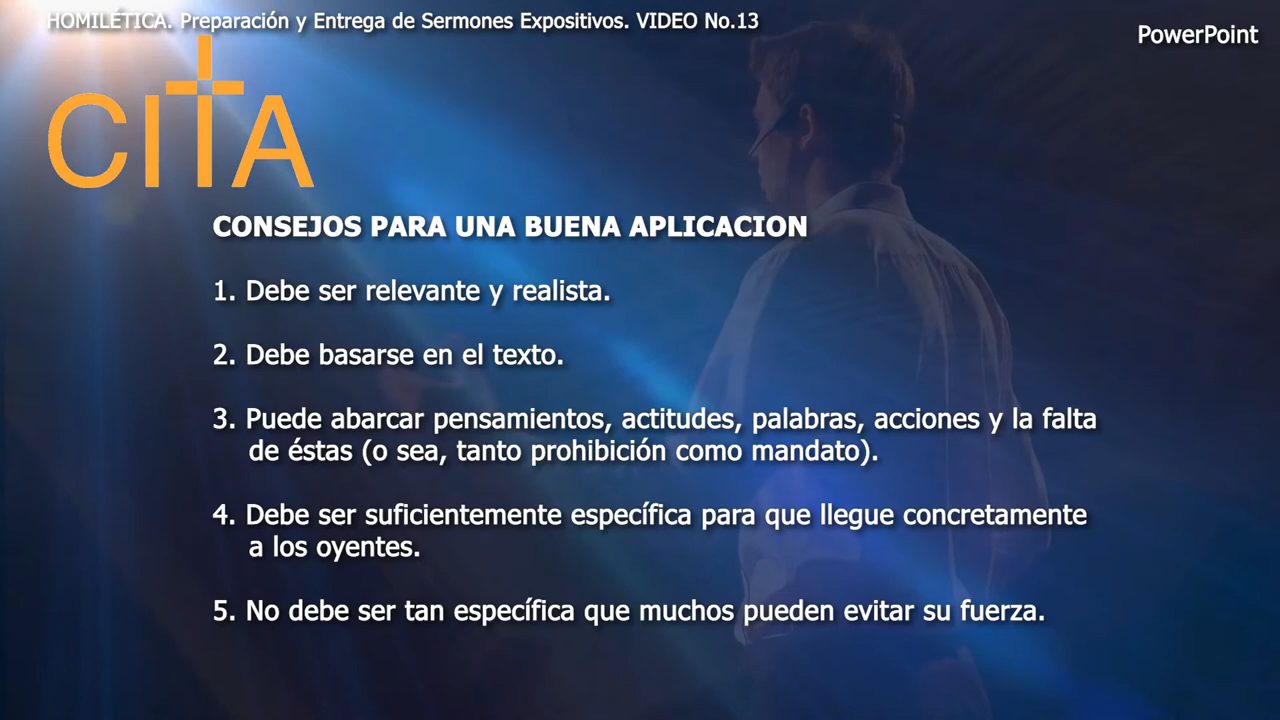 HOMILÉTICA. Preparación y Entrega de Sermones Expositivos. VIDEO No.13
PowerPoint
CITA
CONSEJOS PARA UNA BUENA APLICACION
1. Debe ser relevante y realista.
2. Debe basarse en el texto.
3. Puede abarcar pensamientos, actitudes, palabras, acciones y la falta
de éstas (o sea, tanto prohibición como mandato).
4. Debe ser suficientemente específica para que llegue concretamente
a los oyentes.
5. No debe ser tan específica que muchos pueden evitar su fuerza.